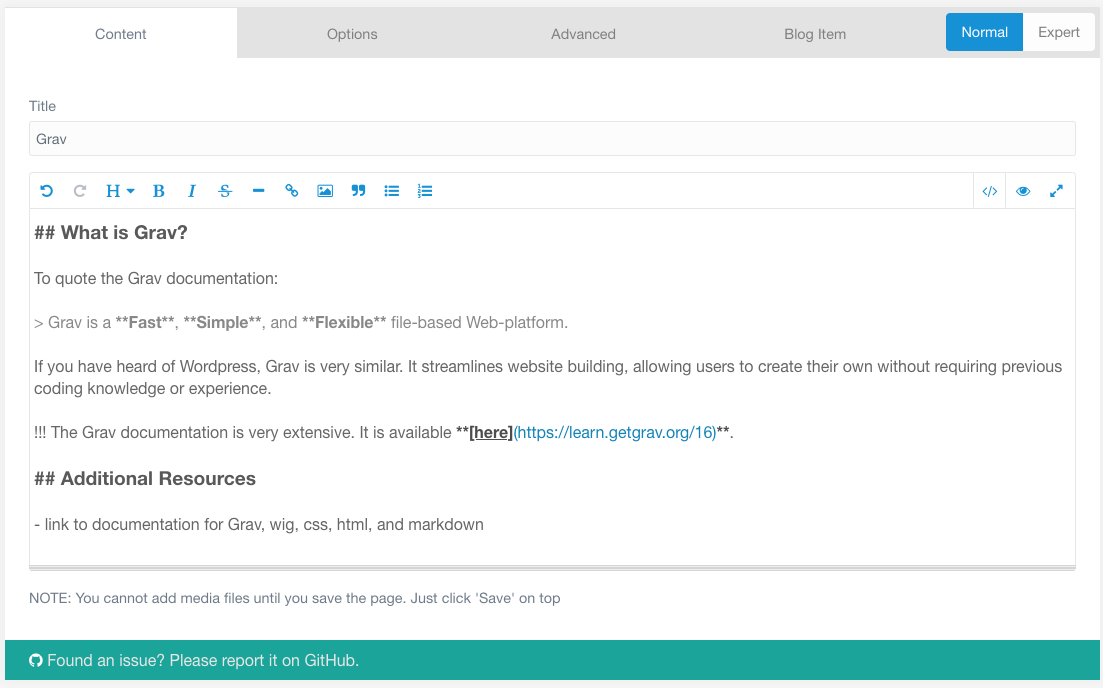 Content Options Advanced Blog Item Normal Expert
Title
Grav
H B I S
## What is Grav?
To quote the Grav documentation:
> Grav is a **Fast**, **Simple**, and **Flexible** file-based Web-platform.
If you have heard of Wordpress, Grav is very similar. It streamlines website building, allowing users to create their own without requiring previous
coding knowledge or experience.
!!! The Grav documentation is very extensive. It is available **[here](https://learn.getgrav.org/16)**.
## Additional Resources
- link to documentation for Grav, wig, css, html, and markdown
NOTE: You cannot add media files until you save the page. Just click 'Save' on top
Found an issue? Please report it on GitHub.